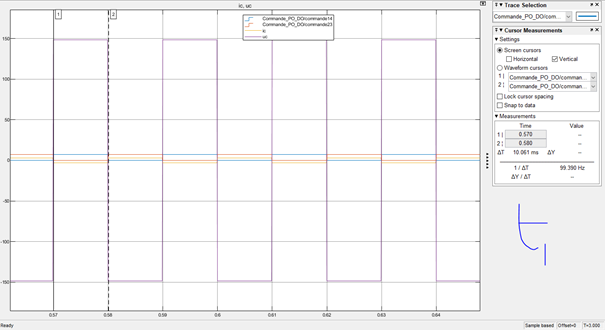 ic, uc
1
2
Commande_PO_DO/commande14
Commande_PO_DO/commande23
ic
uc
150
100
50
0
-50
-100
-150
0.57
0.58
0.59
0.6
0.61
0.62
0.63
0.64
Ready
Sample based Offset=0 T=3.000
Trace Selection
Commande_PO_DO/com...
Cursor Measurements
Settings
Screen cursors
Horizontal Vertical
Waveform cursors
1 | Commande_PO_DO/comman...
2 ¦ Commande_PO_DO/comman...
Lock cursor spacing
Snap to data
Measurements
Time Value
1 | 0.570 --
2 ¦ 0.580 --
ΔT 10.061 ms ΔY --
1 / ΔT 99.390 Hz
ΔY / ΔT --